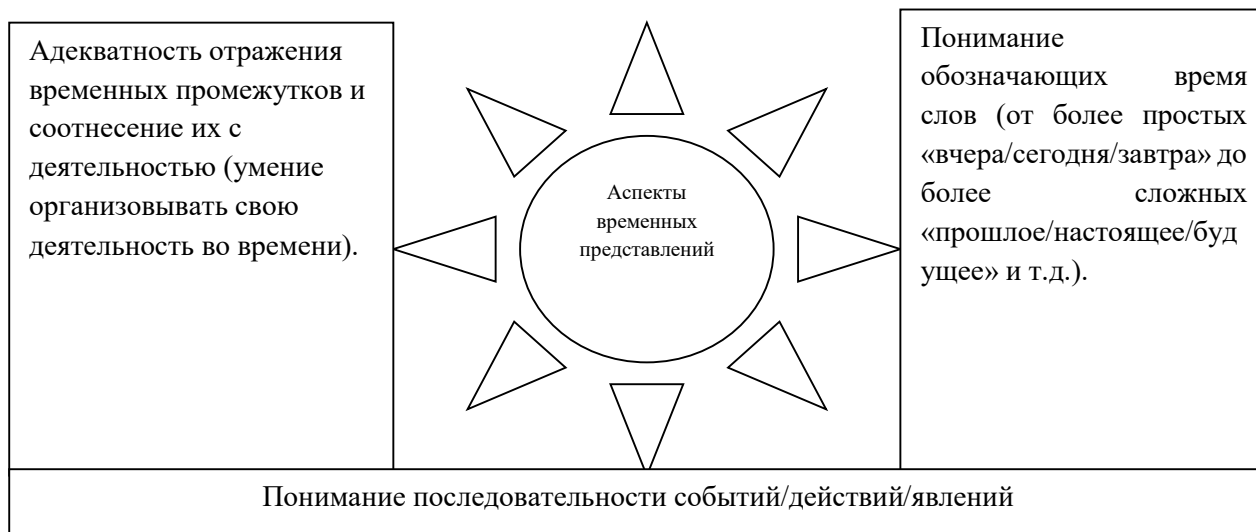 Адекватность отражения
временных промежутков и
соотнесение их с
деятельностью (умение
организовывать свою
деятельность во времени).
Аспекты
временных
представлений
Понимание
обозначающих время
слов (от более простых
«вчера/сегодня/завтра» до
более сложных
«прошлое/настоящее/буд
ущее» и т.д.).
Понимание последовательности событий/действий/явлений